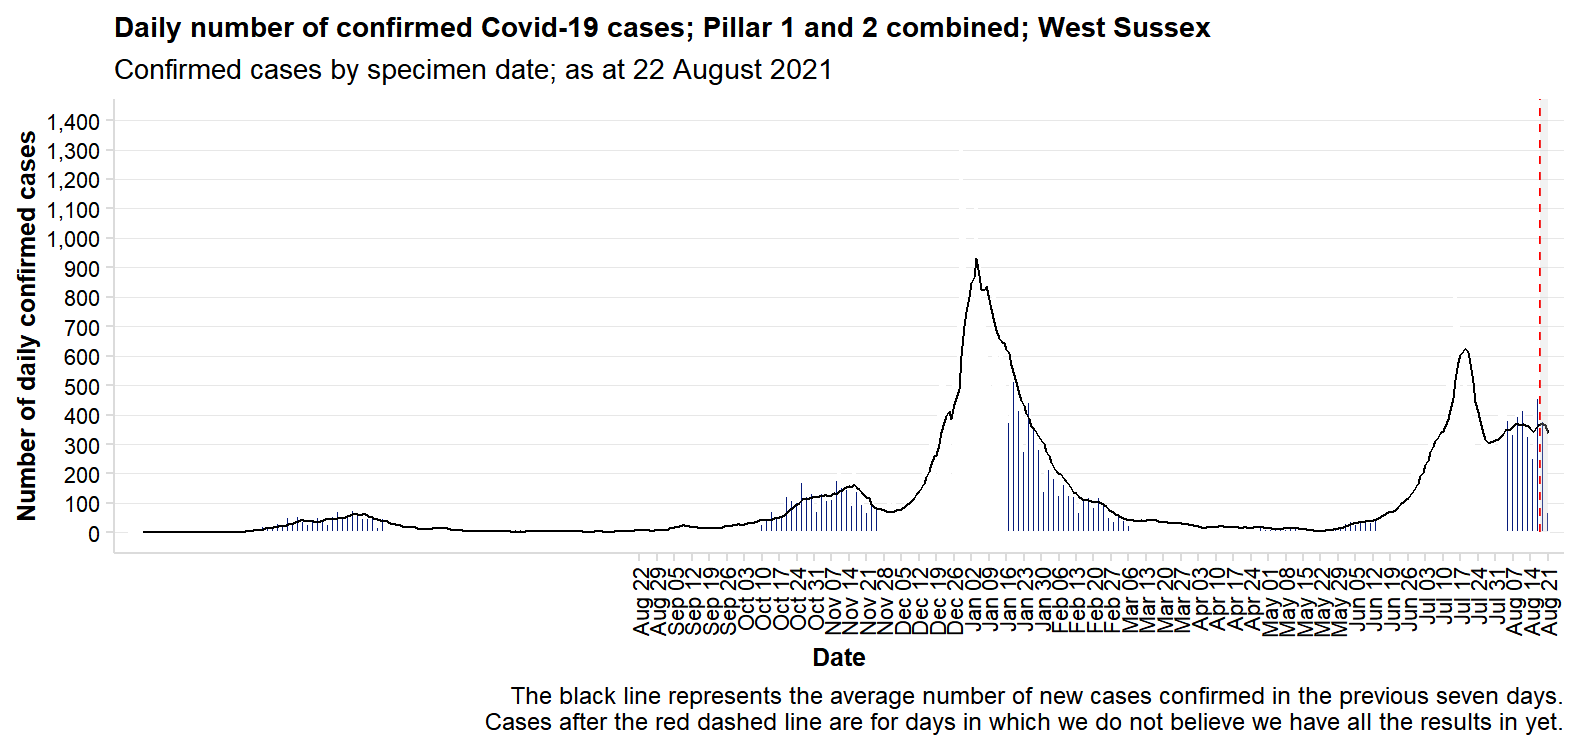 Daily number of confirmed Covid-19 cases; Pillar 1 and 2 combined; West Sussex
Confirmed cases by specimen date; as at 22 August 2021
Number of daily confirmed cases
1,400
1,300
1,200
1,100
1,000
900
800
700
600
500
400
300
200
100
0
Aug 22
Aug 29
Sep 05
Sep 12
Sep 19
Sep 26
Oct 03
Oct 10
Oct 17
Oct 24
Oct 31
Nov 07
Nov 14
Nov 21
Nov 28
Dec 05
Dec 12
Dec 19
Dec 26
Jan 02
Jan 09
Jan 16
Jan 23
Jan 30
Feb 06
Feb 13
Feb 20
Feb 27
Mar 06
Mar 13
Mar 20
Mar 27
Apr 03
Apr 10
Apr 17
Apr 24
May 01
May 08
May 15
May 22
May 29
Jun 05
Jun 12
Jun 19
Jun 26
Jul 03
Jul 10
Jul 17
Jul 24
Jul 31
Aug 07
Aug 14
Aug 21
Date
The black line represents the average number of new cases confirmed in the previous seven days.
Cases after the red dashed line are for days in which we do not believe we have all the results in yet.